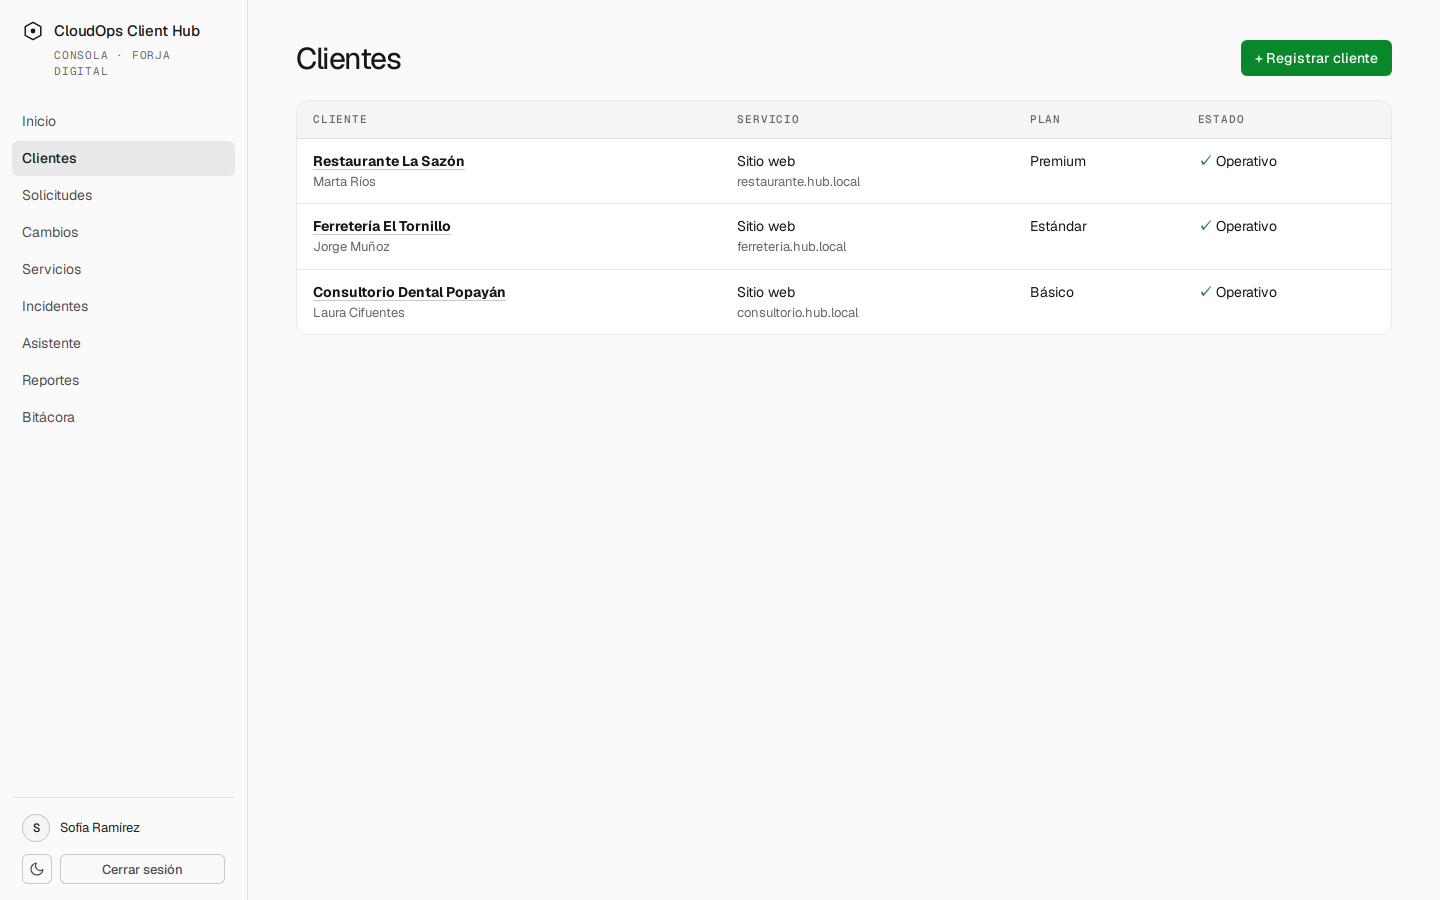 CloudOps Client Hub
CONSOLA · FORJA
DIGITAL
Inicio
Clientes
Solicitudes
Cambios
Servicios
Incidentes
Asistente
Reportes
Bitácora
S
Sofía Ramírez
Cerrar sesión
Clientes
+ Registrar cliente
CLIENTE SERVICIO PLAN ESTADO
Restaurante La Sazón Sitio web Premium ✓ Operativo
Marta Ríos restaurante.hub.local
Ferretería El Tornillo Sitio web Estándar ✓ Operativo
Jorge Muñoz ferreteria.hub.local
Consultorio Dental Popayán Sitio web Básico ✓ Operativo
Laura Cifuentes consultorio.hub.local